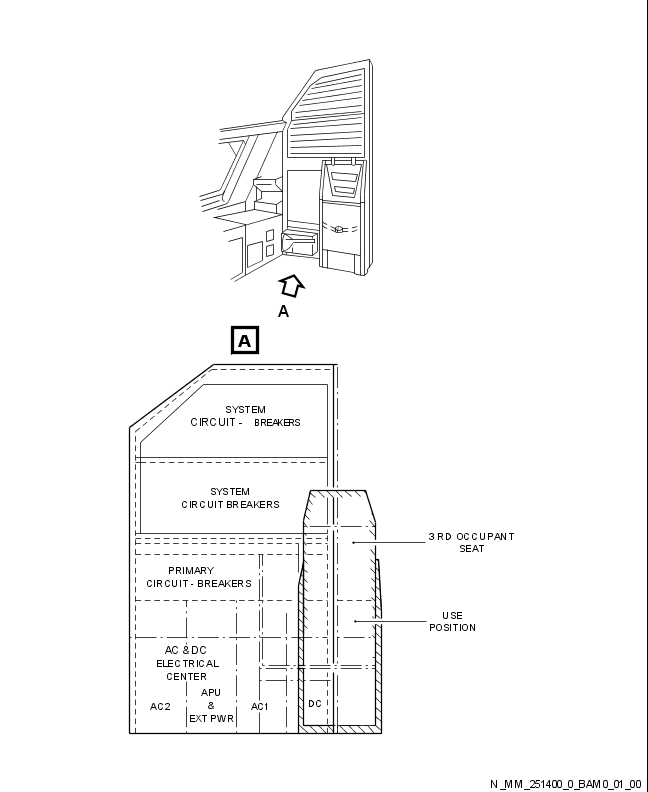 A
A
SYSTEM
CIRCUIT - BREAKERS
SYSTEM
CIRCUIT BREAKERS
3 RD OCCUPANT
SEAT
PRIMARY
CIRCUIT - BREAKERS
USE
POSITION
AC & DC
ELECTRICAL
CENTER
APU
&
EXT PWR
AC2
AC1
DC
N_MM_251400_0_BAM0_01_00